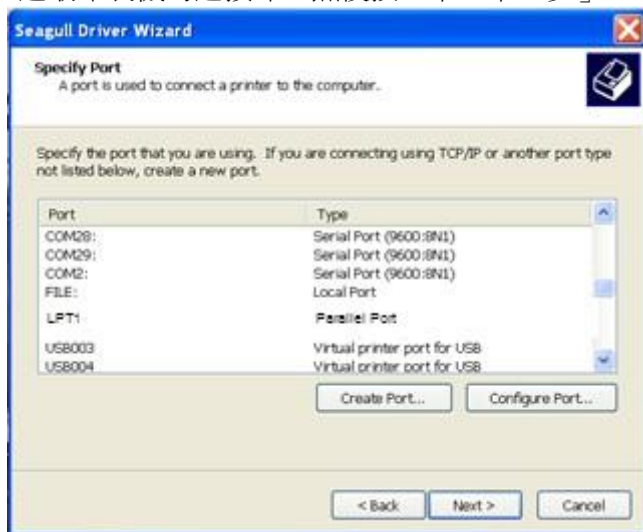 Seagull Driver Wizard
Specify Port
A port is used to connect a printer to the computer.
Specify the port that you are using. If you are connecting using TCP/IP or another port type
not listed below, create a new port.
Port Type
COM28: Serial Port (9600:8N1)
COM29: Serial Port (9600:8N1)
COM2: Serial Port (9600:8N1)
FILE: Local Port
LPT1 Parallel Port
USB003 Virtual printer port for USB
USB004 Virtual printer port for USB
Create Port... Configure Port...
< Back Next > Cancel